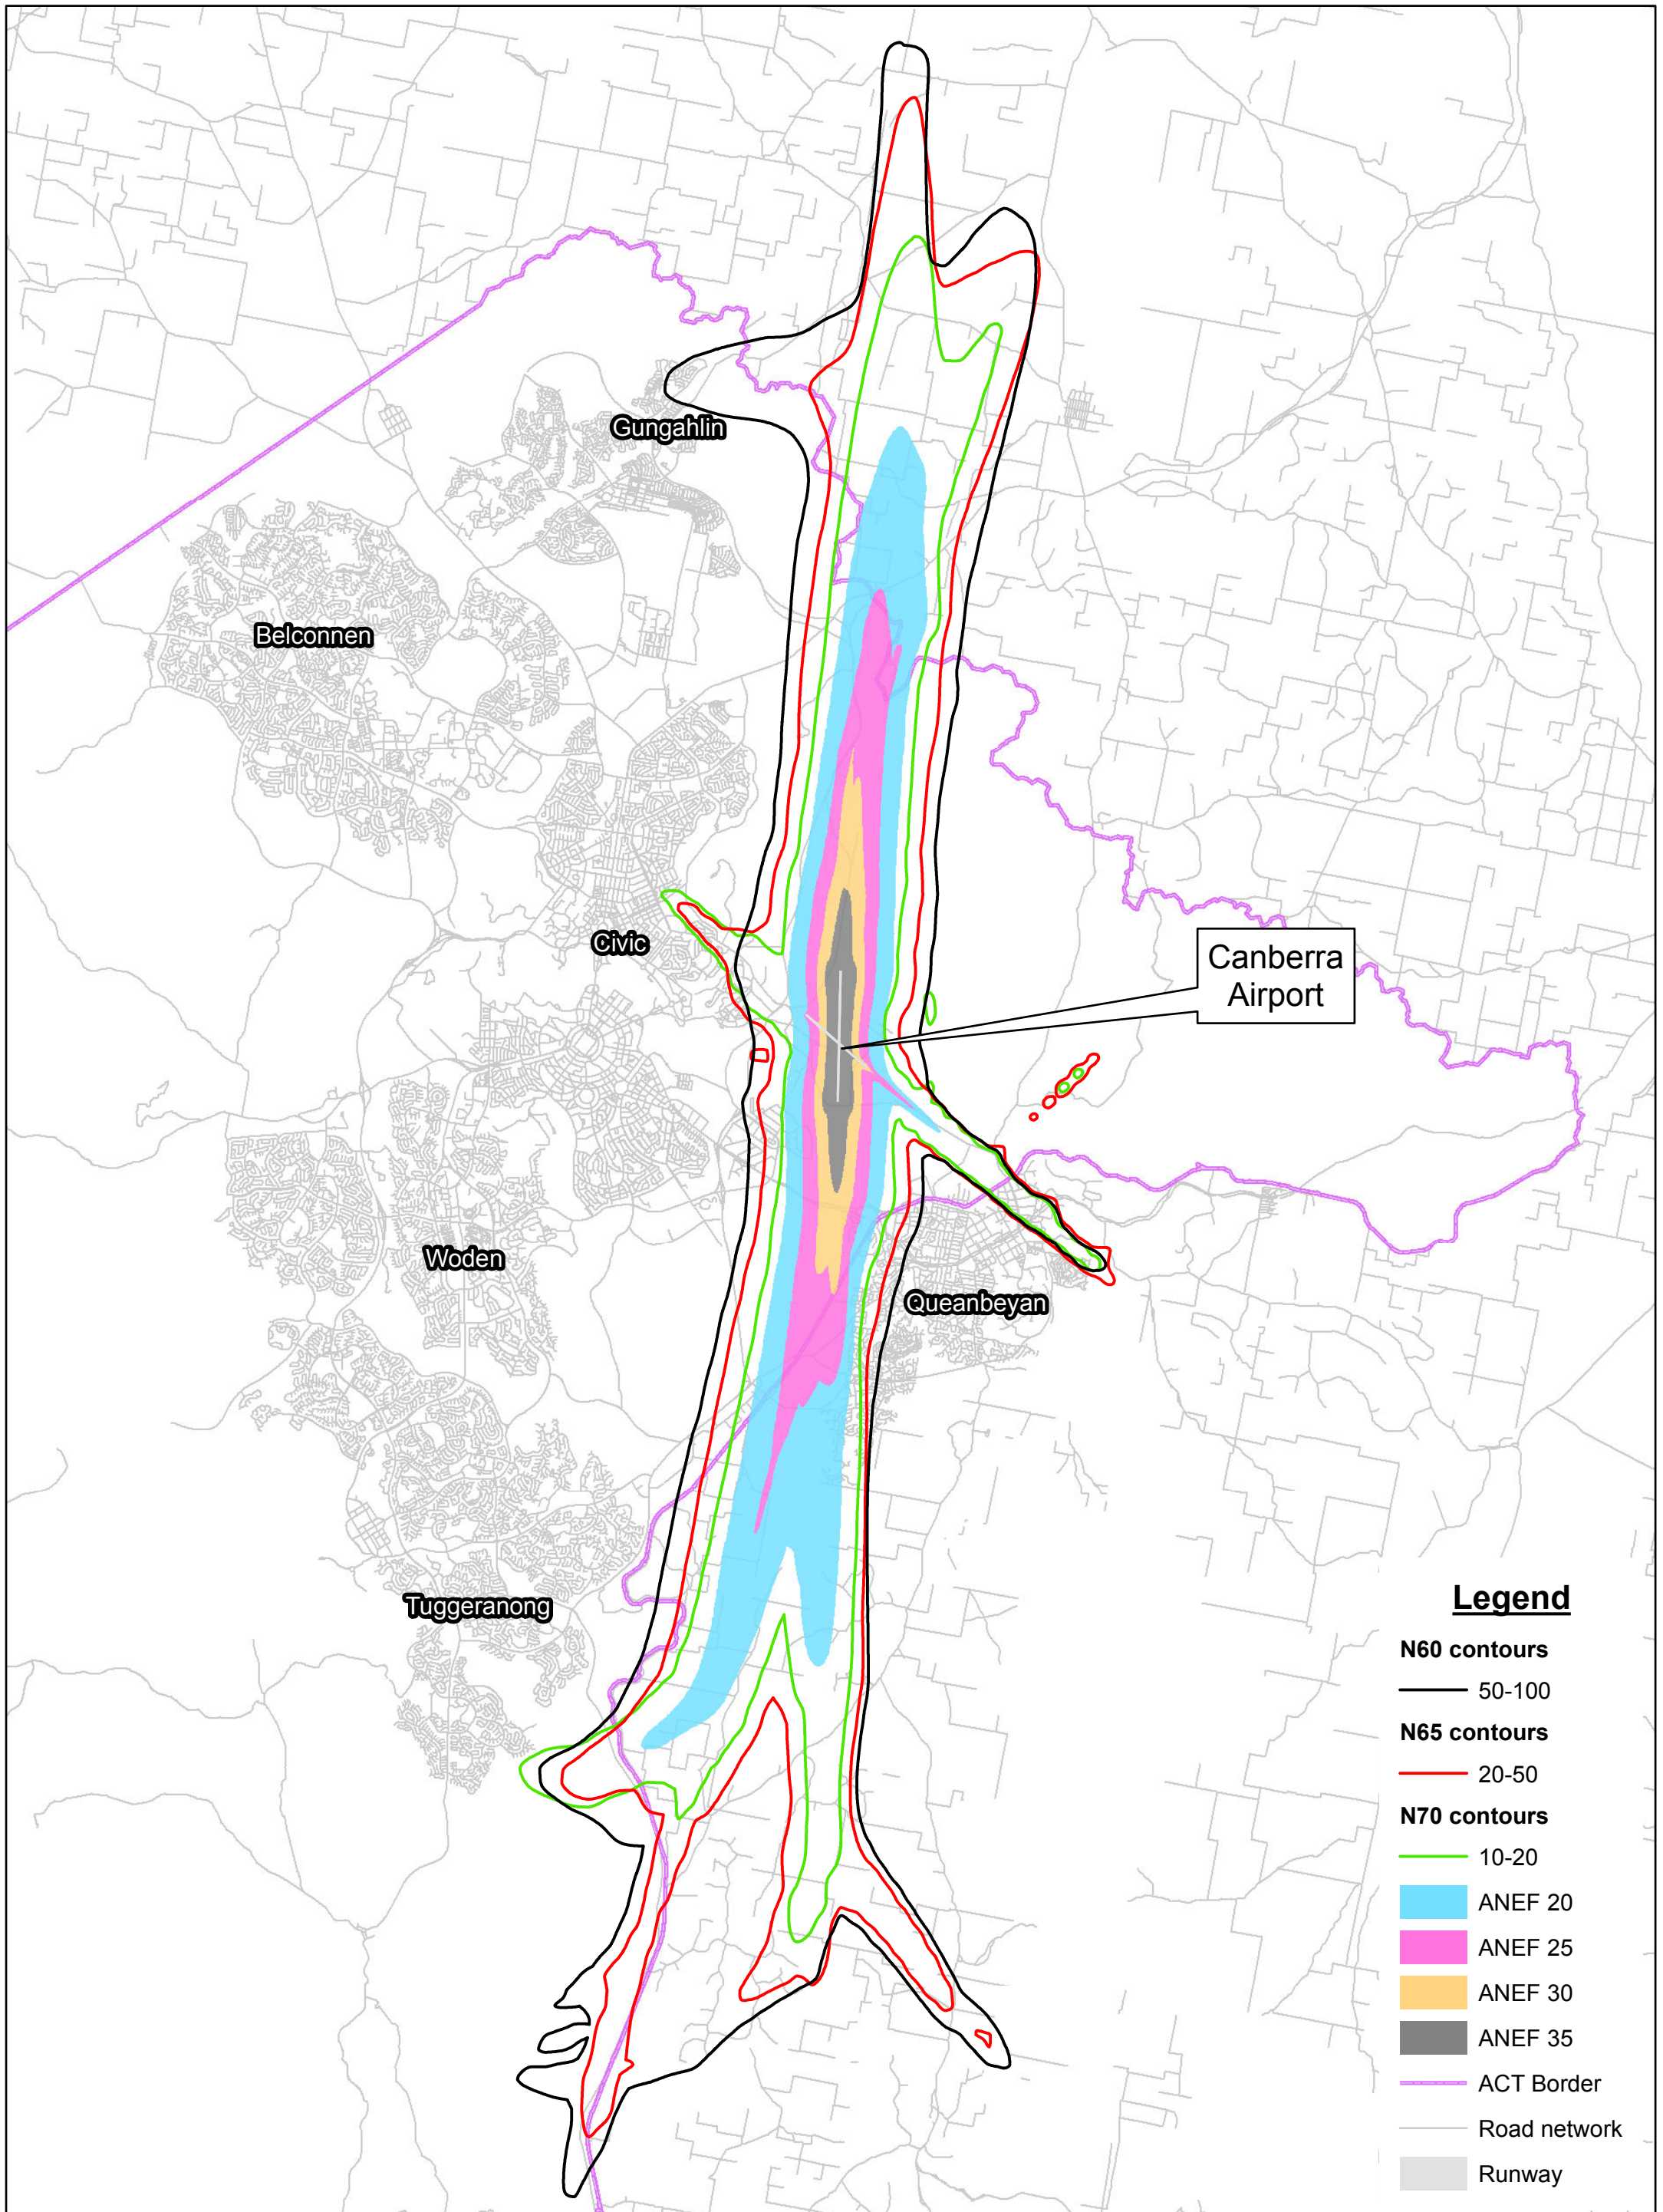 Gungahlin
Belconnen
Civic
Canberra
Airport
Woden
Queanbeyan
Tuggeranong
Legend
N60 contours
50-100
N65 contours
20-50
N70 contours
10-20
ANEF 20
ANEF 25
ANEF 30
ANEF 35
ACT Border
Road network
Runway